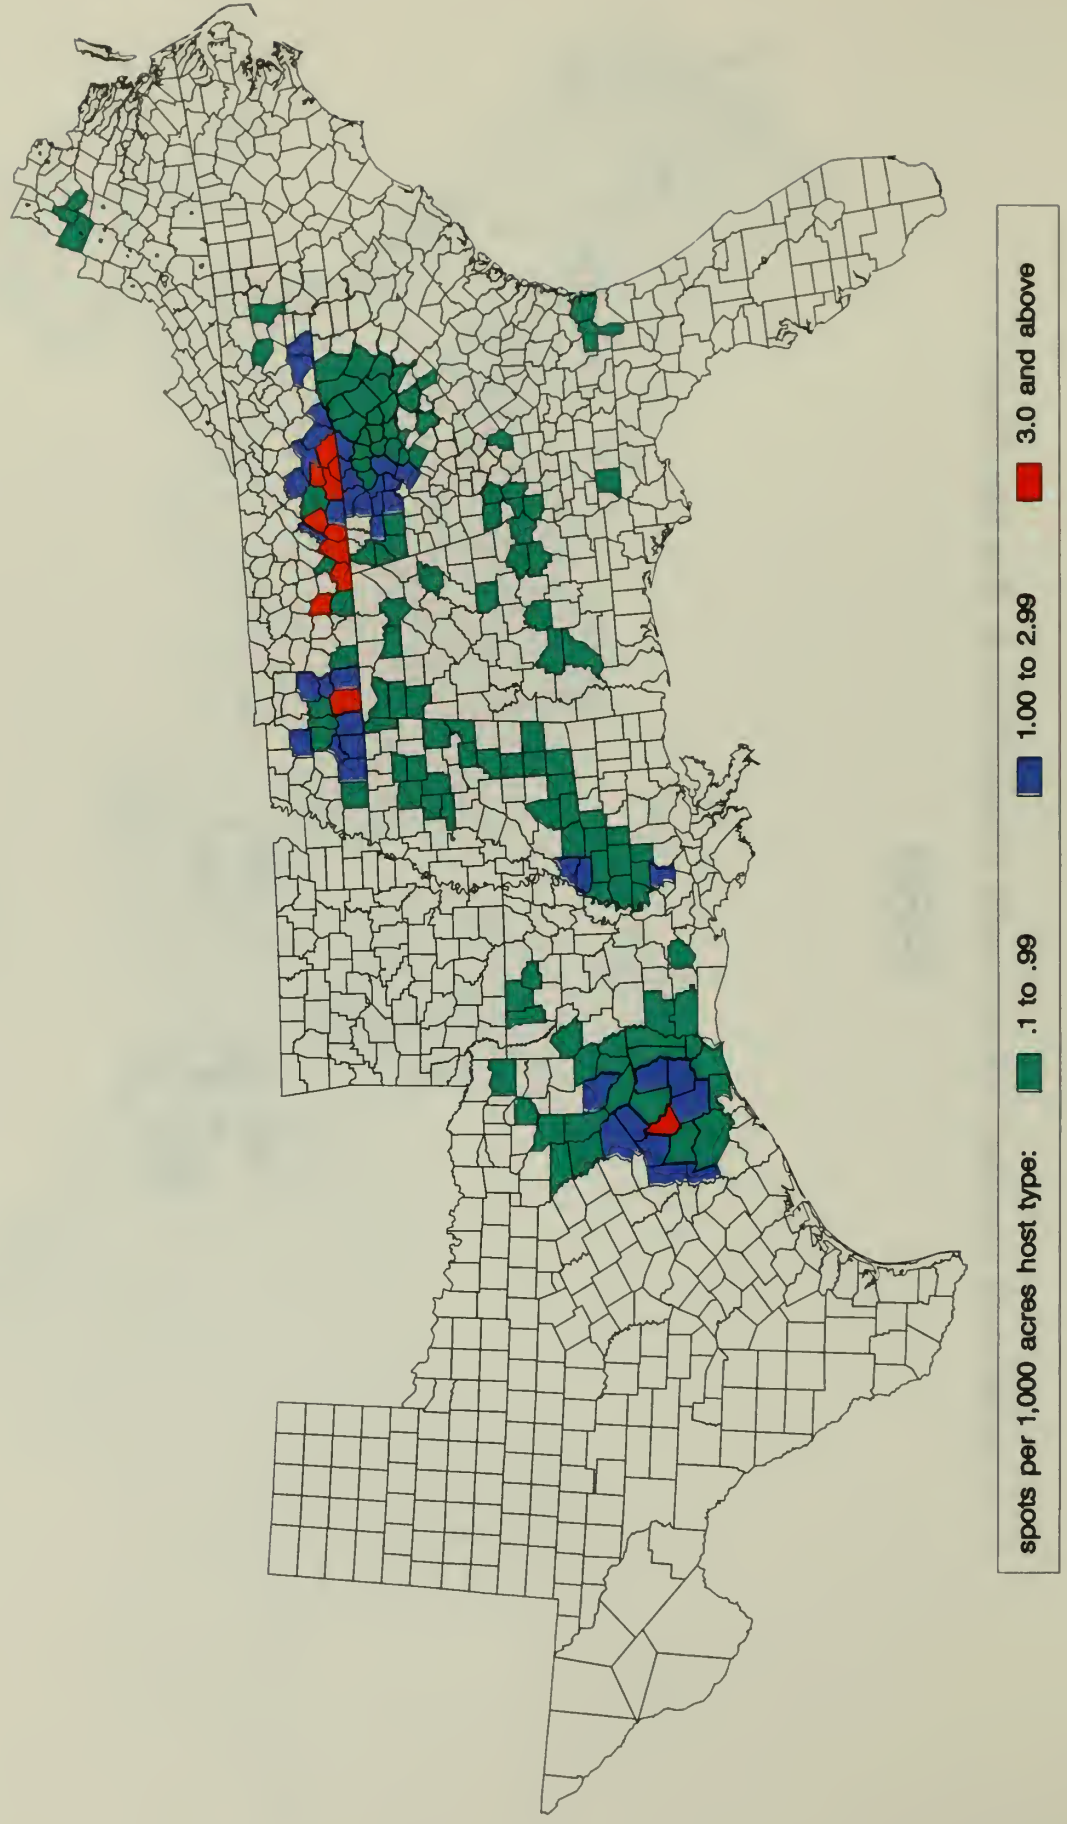 spots per 1,000 acres host type: .1 to .99 1.00 to 2.99 3.0 and above